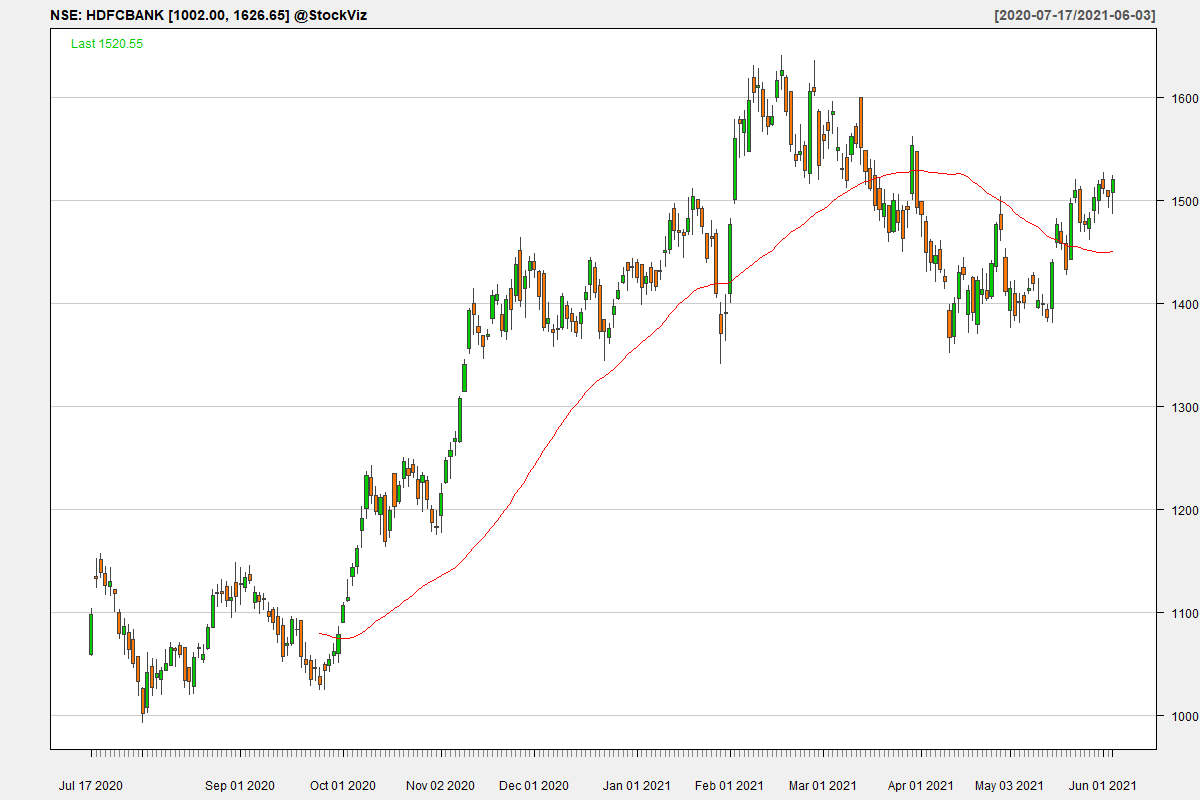 NSE: HDFCBANK [1002.00, 1626.65] @StockViz [2020-07-17/2021-06-03]
Last 1520.55
1600
1500
1400
1300
1200
1100
1000
Jul 17 2020 Sep 01 2020 Oct 01 2020 Nov 02 2020 Dec 01 2020 Jan 01 2021 Feb 01 2021 Mar 01 2021 Apr 01 2021 May 03 2021 Jun 01 2021